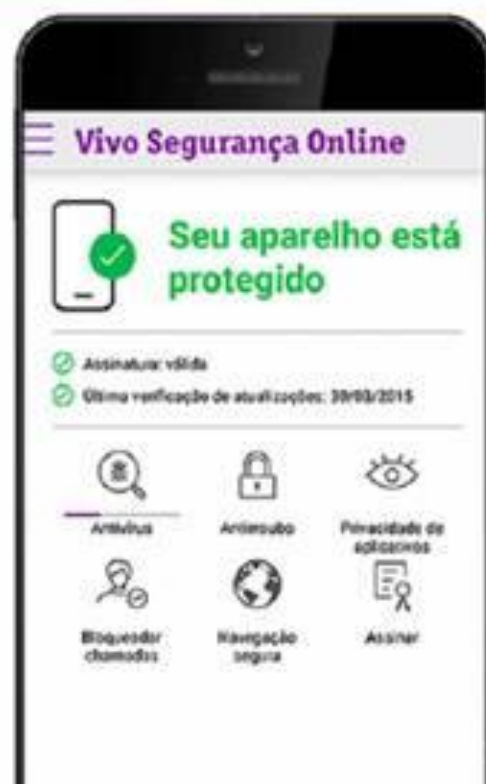 Vivo Segurança Online
Seu aparelho está
protegido
Assinatura: válida
Última verificação de atualizações: 30/03/2015
Antivírus
Antirroubo
Privacidade de
aplicativos
Bloqueador
chamadas
Navegação
segura
Assinar